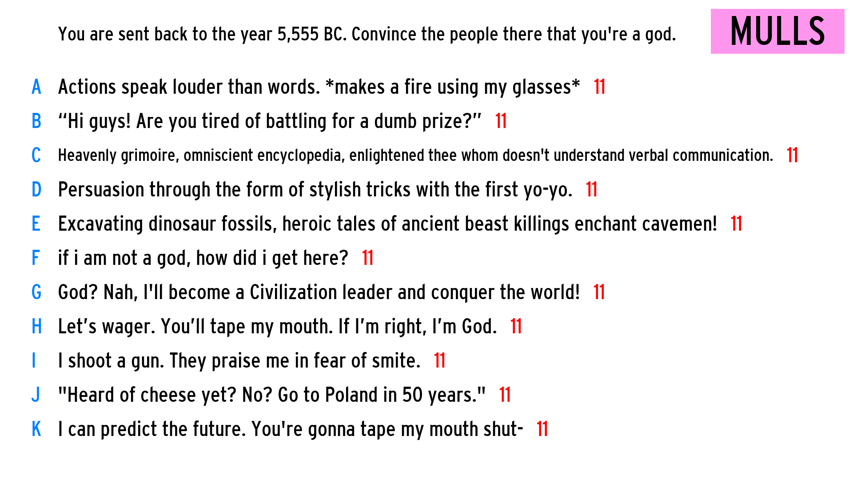 You are sent back to the year 5,555 BC. Convince the people there that you're a god.
MULLS
A Actions speak louder than words. *makes a fire using my glasses* 11
B “Hi guys! Are you tired of battling for a dumb prize?” 11
C Heavenly grimoire, omniscient encyclopedia, enlightened thee whom doesn't understand verbal communication. 11
D Persuasion through the form of stylish tricks with the first yo-yo. 11
E Excavating dinosaur fossils, heroic tales of ancient beast killings enchant cavemen! 11
F if i am not a god, how did i get here? 11
G God? Nah, I'll become a Civilization leader and conquer the world! 11
H Let’s wager. You’ll tape my mouth. If I’m right, I’m God. 11
I I shoot a gun. They praise me in fear of smite. 11
J "Heard of cheese yet? No? Go to Poland in 50 years." 11
K I can predict the future. You're gonna tape my mouth shut- 11